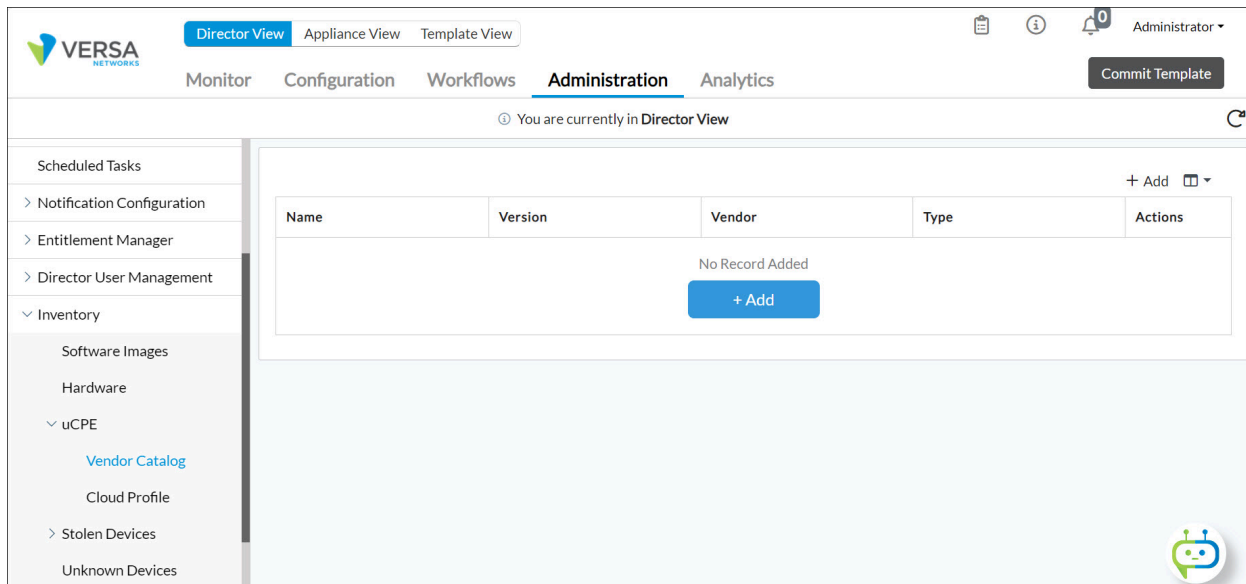 VERSA
NETWORKS
Director View Appliance View Template View
0
Administrator
Monitor Configuration Workflows Administration Analytics
Commit Template
You are currently in Director View
Scheduled Tasks
Notification Configuration
Entitlement Manager
Director User Management
Inventory
Software Images
Hardware
uCPE
Vendor Catalog
Cloud Profile
Stolen Devices
Unknown Devices
+ Add
Name Version Vendor Type Actions
No Record Added
+ Add